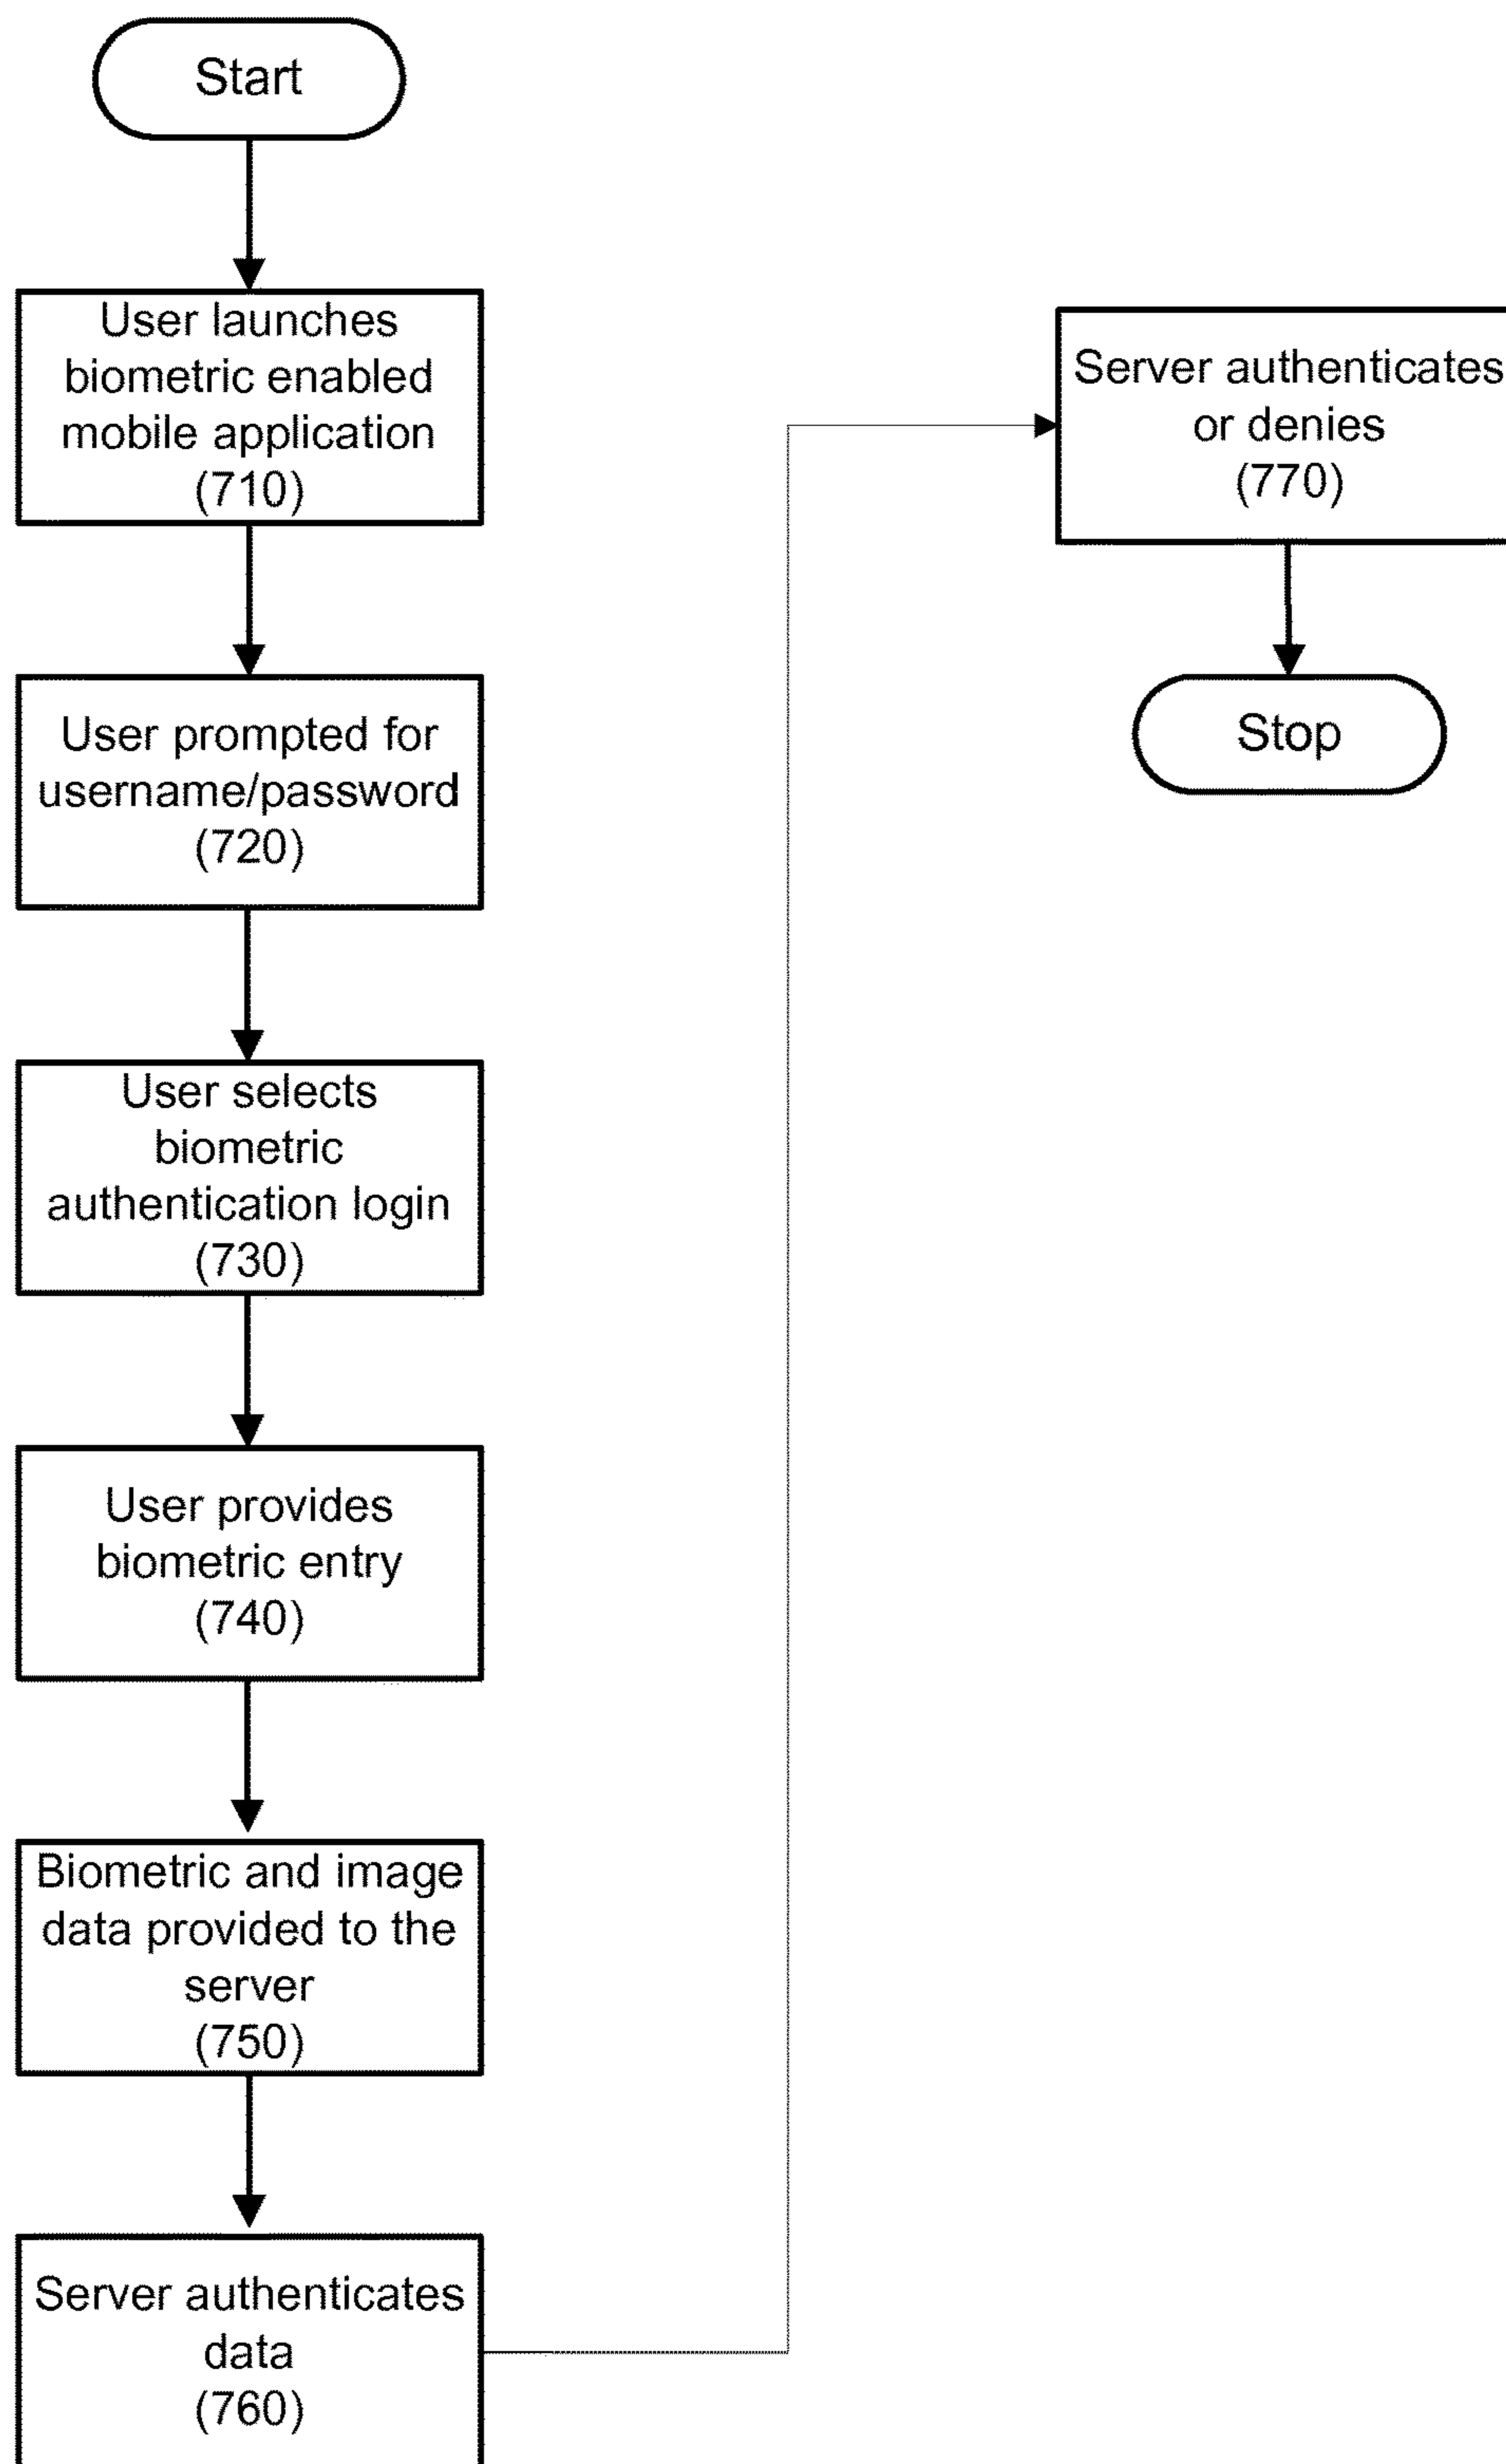 Start
User launches
biometric enabled
mobile application
(710)
User prompted for
username/password
(720)
User selects
biometric
authentication login
(730)
User provides
biometric entry
(740)
Biometric and image
data provided to the
server
(750)
Server authenticates
data
(760)
Server authenticates
or denies
(770)
Stop